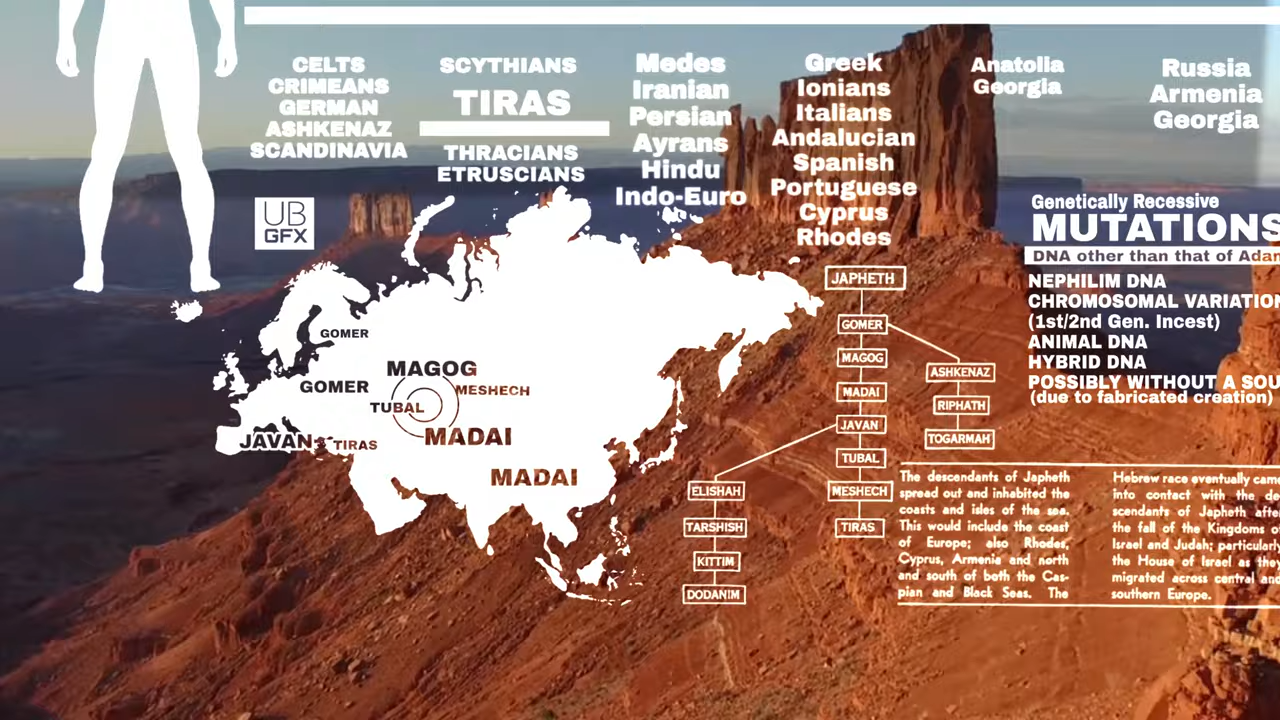 CELTS
CRIMEANS
GERMAN
ASHKENAZ
SCANDINAVIA
SCYTHIANS
TIRAS
THRACIANS
ETRUSCIANS
Medes
Iranian
Persian
Ayrans
Hindu
Indo-Euro
Greek
Ionians
Italians
Andalucian
Spanish
Portuguese
Cyprus
Rhodes
Anatolia
Georgia
Russia
Armenia
Georgia
UB
GFX
Genetically Recessive
MUTATIONS
DNA other than that of Adam
NEPHILIM DNA
CHROMOSOMAL VARIATION
(1st/2nd Gen. Incest)
ANIMAL DNA
HYBRID DNA
POSSIBLY WITHOUT A SOU
(due to fabricated creation)
GOMER
MAGOG
GOMER
MESHECH
TUBAL
JAVAN
TIRAS
MADAI
MADAI
JAPHETH
GOMER
MAGOG
MADAI
JAVAN
TUBAL
MESHECH
TIRAS
ASHKENAZ
RIPHATH
TOGARMAH
ELISHAH
TARSHISH
KITTIM
DODANIM
The descendants of Japheth
spread out and inhabited the
coasts and isles of the sea.
This would include the coast
of Europe; also Rhodes,
Cyprus, Armenia and north
and south of both the Cas-
pian and Black Seas. The
Hebrew race eventually came
into contact with the de-
scendants of Japheth after
the fall of the Kingdoms of
Israel and Judah; particularly
the House of Israel as they
migrated across central and
southern Europe.